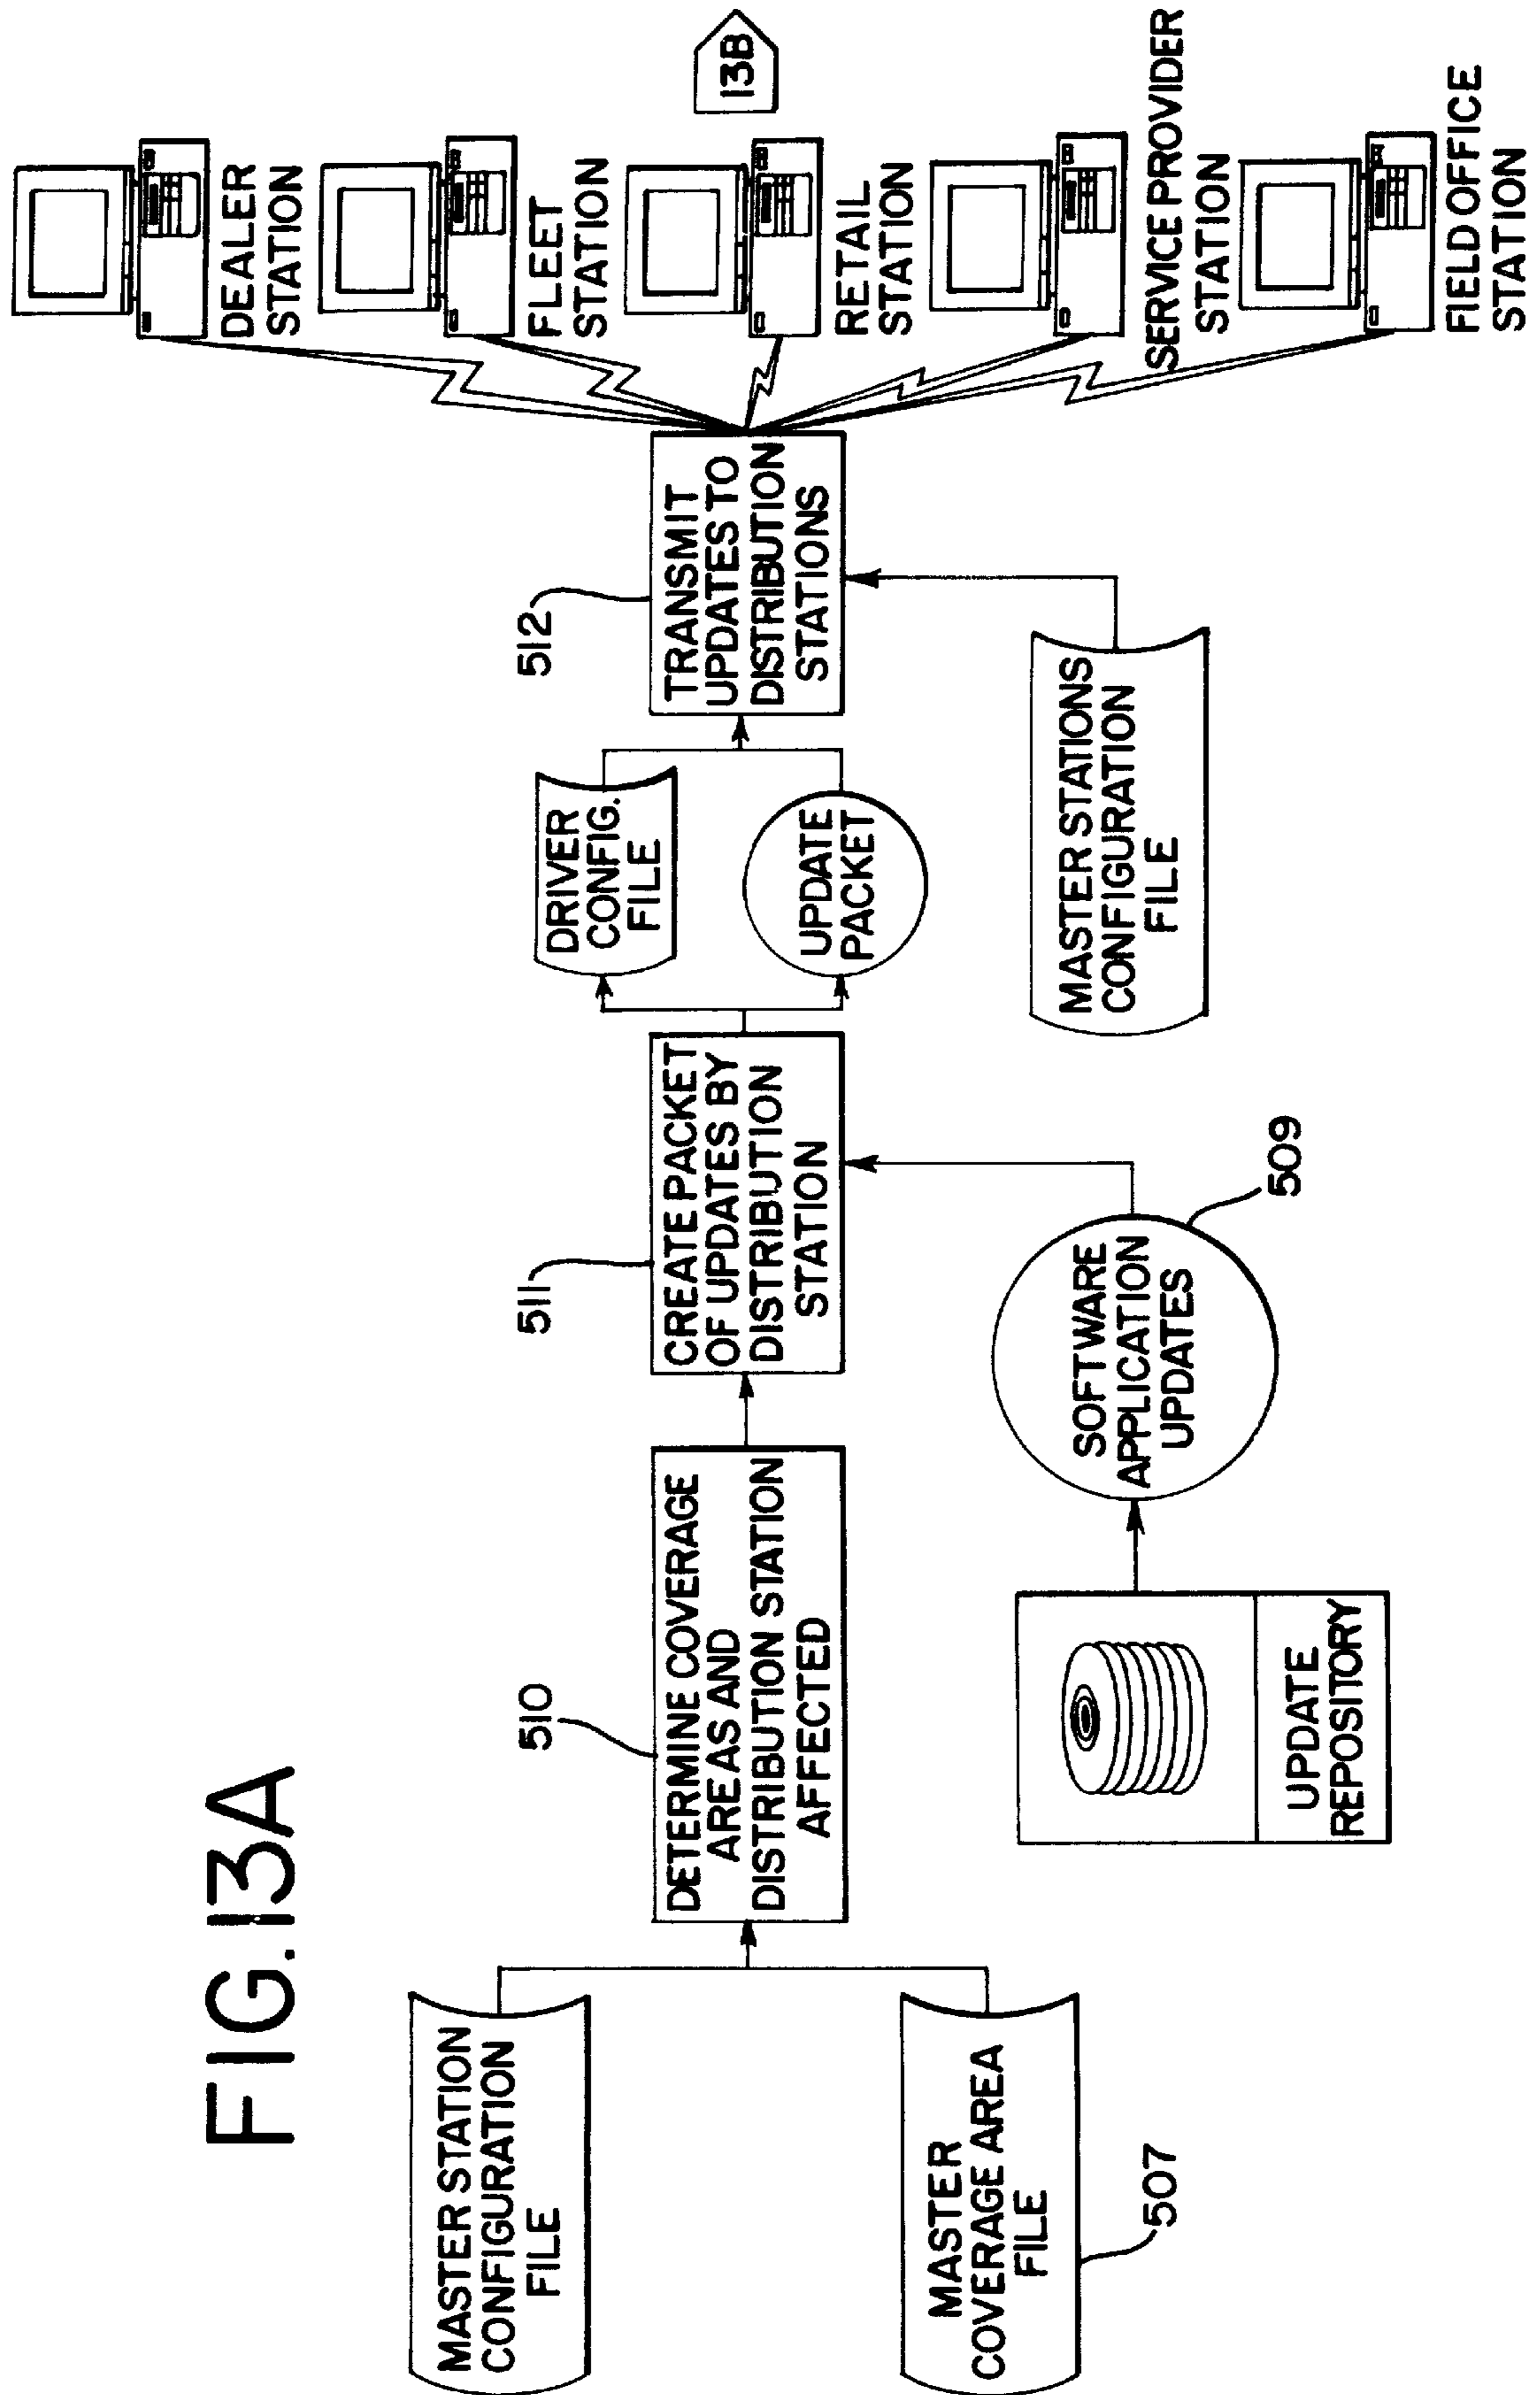 FIG. 13A
MASTER STATION
CONFIGURATION
FILE
MASTER
COVERAGE AREA
FILE
507
510
DETERMINE COVERAGE
AREAS AND
DISTRIBUTION STATION
AFFECTED
UPDATE
REPOSITORY
SOFTWARE
APPLICATION
UPDATES
509
511
CREATE PACKET
OF UPDATES BY
DISTRIBUTION
STATION
DRIVER
CONFIG.
FILE
UPDATE
PACKET
MASTER STATIONS
CONFIGURATION
FILE
512
TRANSMIT
UPDATES TO
DISTRIBUTION
STATIONS
DEALER
STATION
FLEET
STATION
RETAIL
STATION
SERVICE PROVIDER
STATION
FIELD OFFICE
STATION
13B